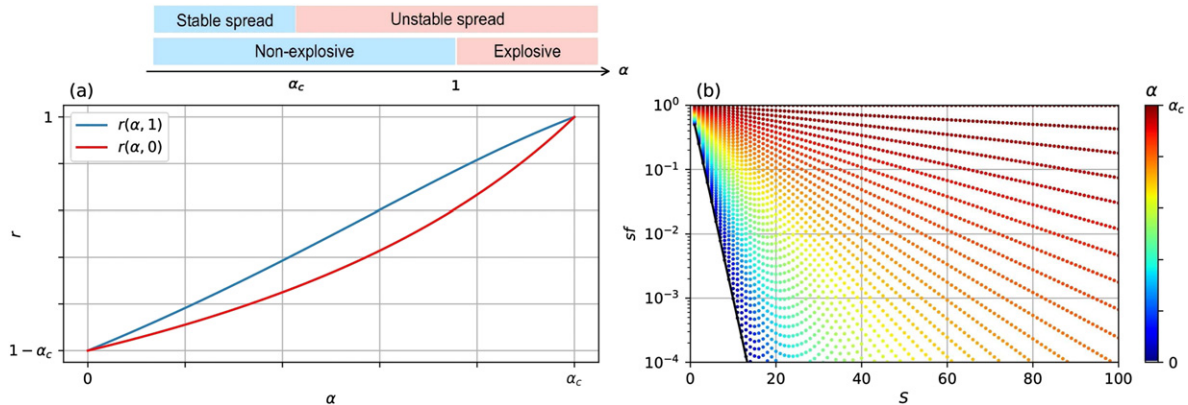 Stable spread Unstable spread
Non-explosive Explosive
α_c 1 α
(a)
1
r(α, 1)
r(α, 0)
r
1−α_c
0 α_c
α
(b)
10^0
10^-1
10^-2
10^-3
10^-4
sf
0 20 40 60 80 100
S
α
α_c
0